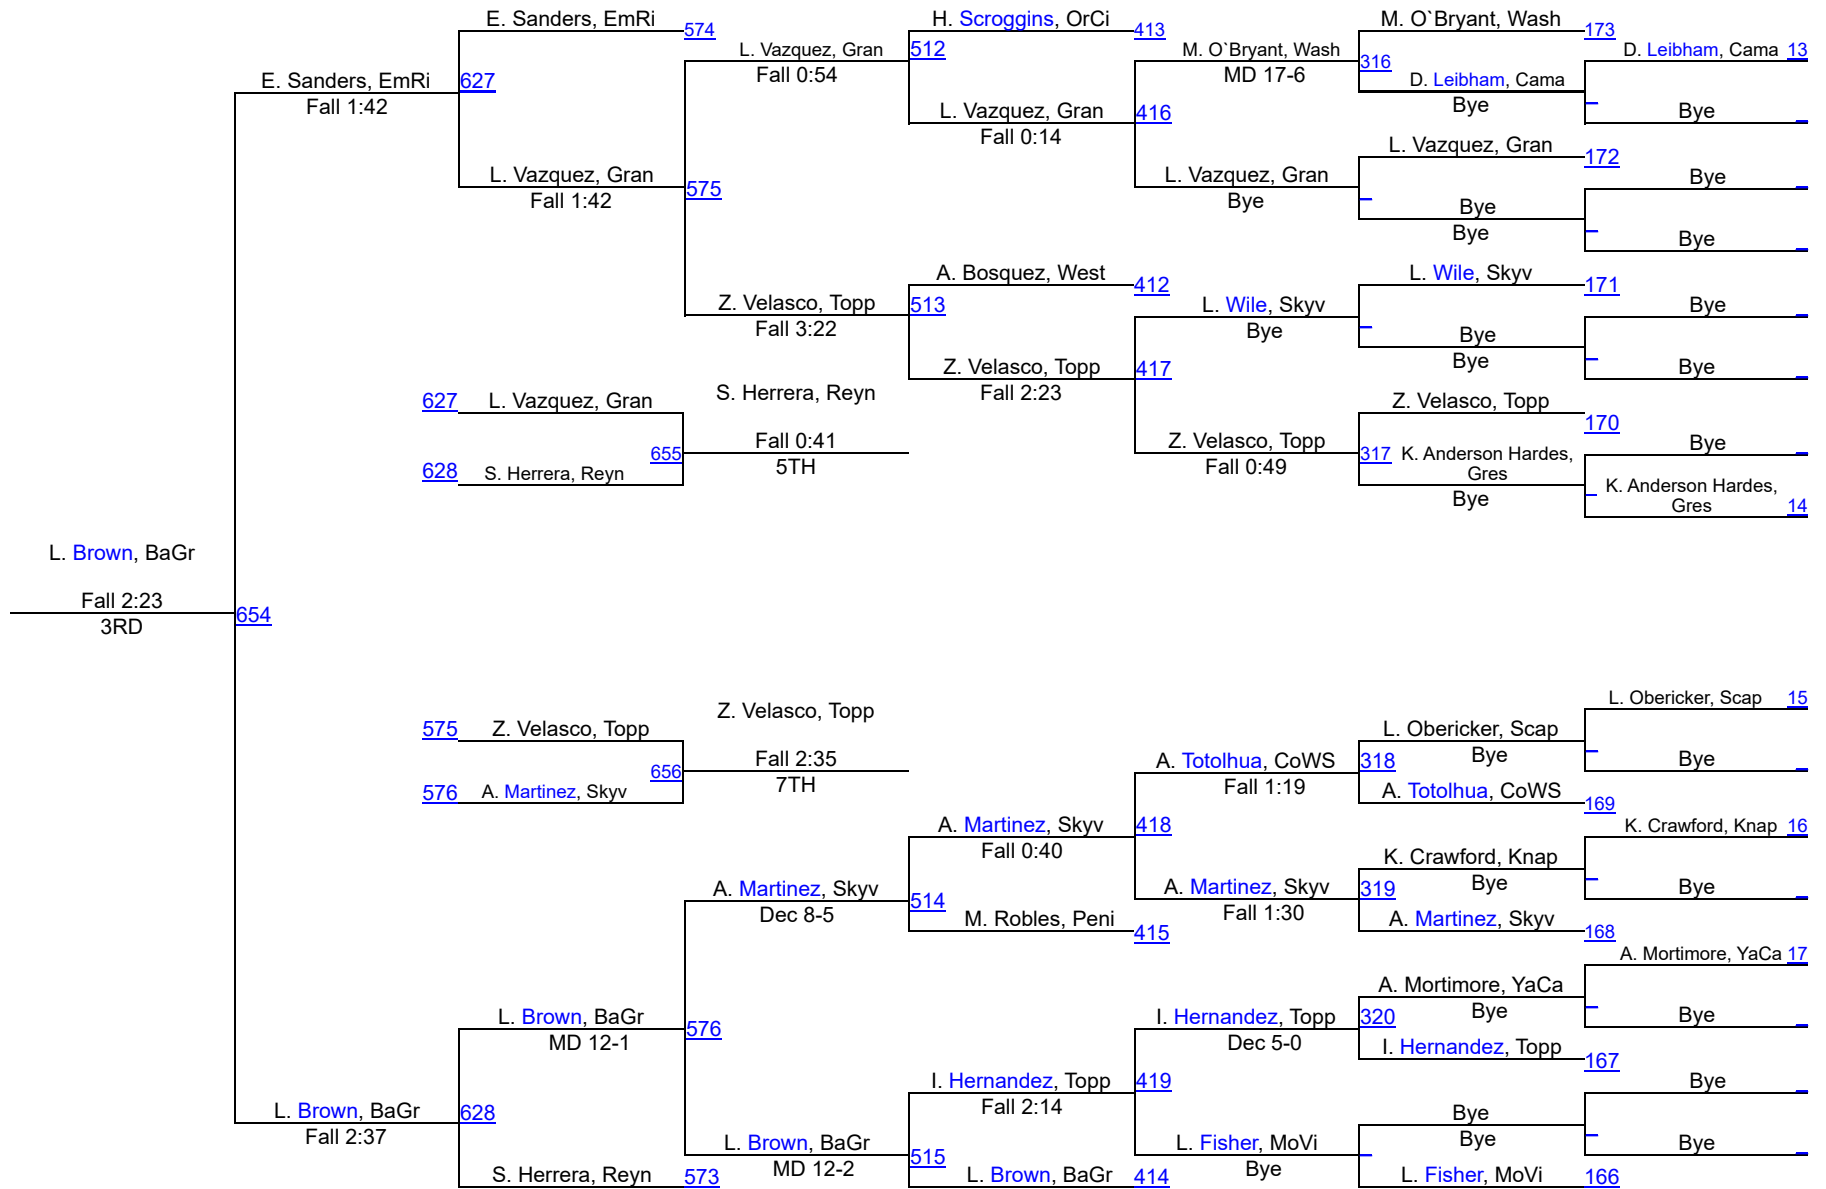 E. Sanders, EmRi
574
H. Scroggins, OrCi
413
M. O`Bryant, Wash
173
L. Vazquez, Gran
512
M. O`Bryant, Wash
D. Leibham, Cama 13
Fall 0:54
MD 17-6
316
E. Sanders, EmRi
627
D. Leibham, Cama
Fall 1:42
Bye
L. Vazquez, Gran
416
Bye
Fall 0:14
L. Vazquez, Gran
172
L. Vazquez, Gran
575
L. Vazquez, Gran
Bye
Fall 1:42
Bye
Bye
Bye
Bye
A. Bosquez, West
412
L. Wile, Skyv
171
Z. Velasco, Topp
513
L. Wile, Skyv
Bye
Fall 3:22
Bye
Bye
Bye
Z. Velasco, Topp
417
Bye
627
L. Vazquez, Gran
S. Herrera, Reyn
Fall 2:23
Z. Velasco, Topp
170
Fall 0:41
Z. Velasco, Topp
Bye
655
5TH
Fall 0:49
317
K. Anderson Hardes,
Gres
628
S. Herrera, Reyn
Bye
K. Anderson Hardes,
Gres
14
L. Brown, BaGr
Fall 2:23
3RD
654
L. Obericker, Scap 15
575
Z. Velasco, Topp
Z. Velasco, Topp
L. Obericker, Scap
Fall 2:35
A. Totolhua, CoWS
318
Bye
Bye
656
7TH
Fall 1:19
576
A. Martinez, Skyv
A. Totolhua, CoWS
169
A. Martinez, Skyv
418
K. Crawford, Knap 16
Fall 0:40
K. Crawford, Knap
A. Martinez, Skyv
514
A. Martinez, Skyv
319
Bye
Bye
Dec 8-5
Fall 1:30
M. Robles, Peni
415
A. Martinez, Skyv
168
A. Mortimore, YaCa 17
A. Mortimore, YaCa
L. Brown, BaGr
576
I. Hernandez, Topp
320
Bye
Bye
MD 12-1
Dec 5-0
I. Hernandez, Topp
167
I. Hernandez, Topp
419
Bye
L. Brown, BaGr
628
Fall 2:14
Bye
Fall 2:37
L. Brown, BaGr
515
L. Fisher, MoVi
Bye
Bye
MD 12-2
Bye
S. Herrera, Reyn
573
L. Brown, BaGr
414
L. Fisher, MoVi
166